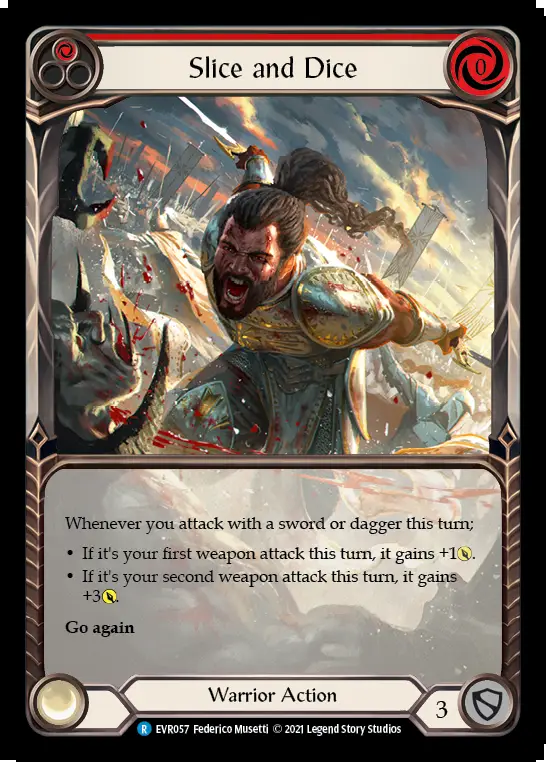 Slice and Dice
0
Whenever you attack with a sword or dagger this turn;
• If it's your first weapon attack this turn, it gains +1.
• If it's your second weapon attack this turn, it gains
+3.
Go again
Warrior Action
3
R EVR057 Federico Musetti © 2021 Legend Story Studios